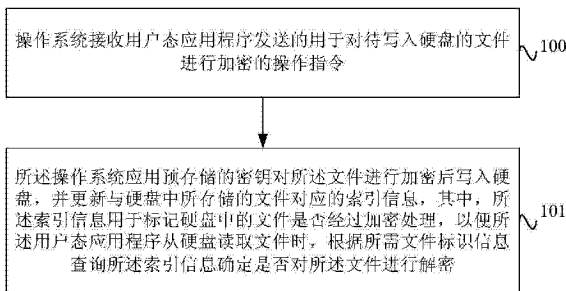 操作系统接收用户态应用程序发送的用于对待写入硬盘的文件
进行加密的操作指令
100
所述操作系统应用预存储的密钥对所述文件进行加密后写入硬
盘，并更新与硬盘中所存储的文件对应的索引信息，其中，所
述索引信息用于标记硬盘中的文件是否经过加密处理，以便所
述用户态应用程序从硬盘读取文件时，根据所需文件标识信息
查询所述索引信息确定是否对所述文件进行解密
101